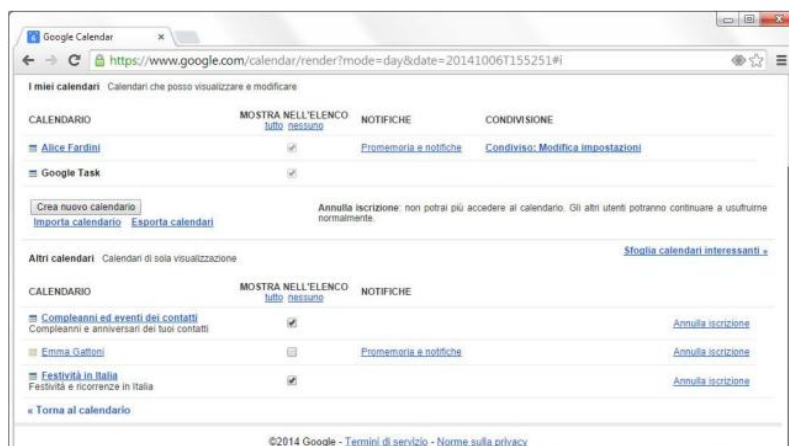 Google Calendar
https://www.google.com/calendar/render?mode=day&date=20141006T155251#i
I miei calendari Calendari che posso visualizzare e modificare
CALENDARIO MOSTRA NELL'ELENCO NOTIFICHE CONDIVISIONE
tutto nessuno
Alice Fardini Promemoria e notifiche Condiviso: Modifica impostazioni
Google Task
Crea nuovo calendario
Importa calendario Esporta calendari
Annulla iscrizione: non potrai più accedere al calendario. Gli altri utenti potranno continuare a usufruirne
normalmente.
Sfoglia calendari interessanti »
Altri calendari Calendari di sola visualizzazione
CALENDARIO MOSTRA NELL'ELENCO NOTIFICHE
tutto nessuno
Compleanni ed eventi dei contatti Annulla iscrizione
Compleanni e anniversari dei tuoi contatti
Emma Gattoni Promemoria e notifiche Annulla iscrizione
Festività in Italia Annulla iscrizione
Festività e ricorrenze in Italia
« Torna al calendario
©2014 Google - Termini di servizio - Norme sulla privacy